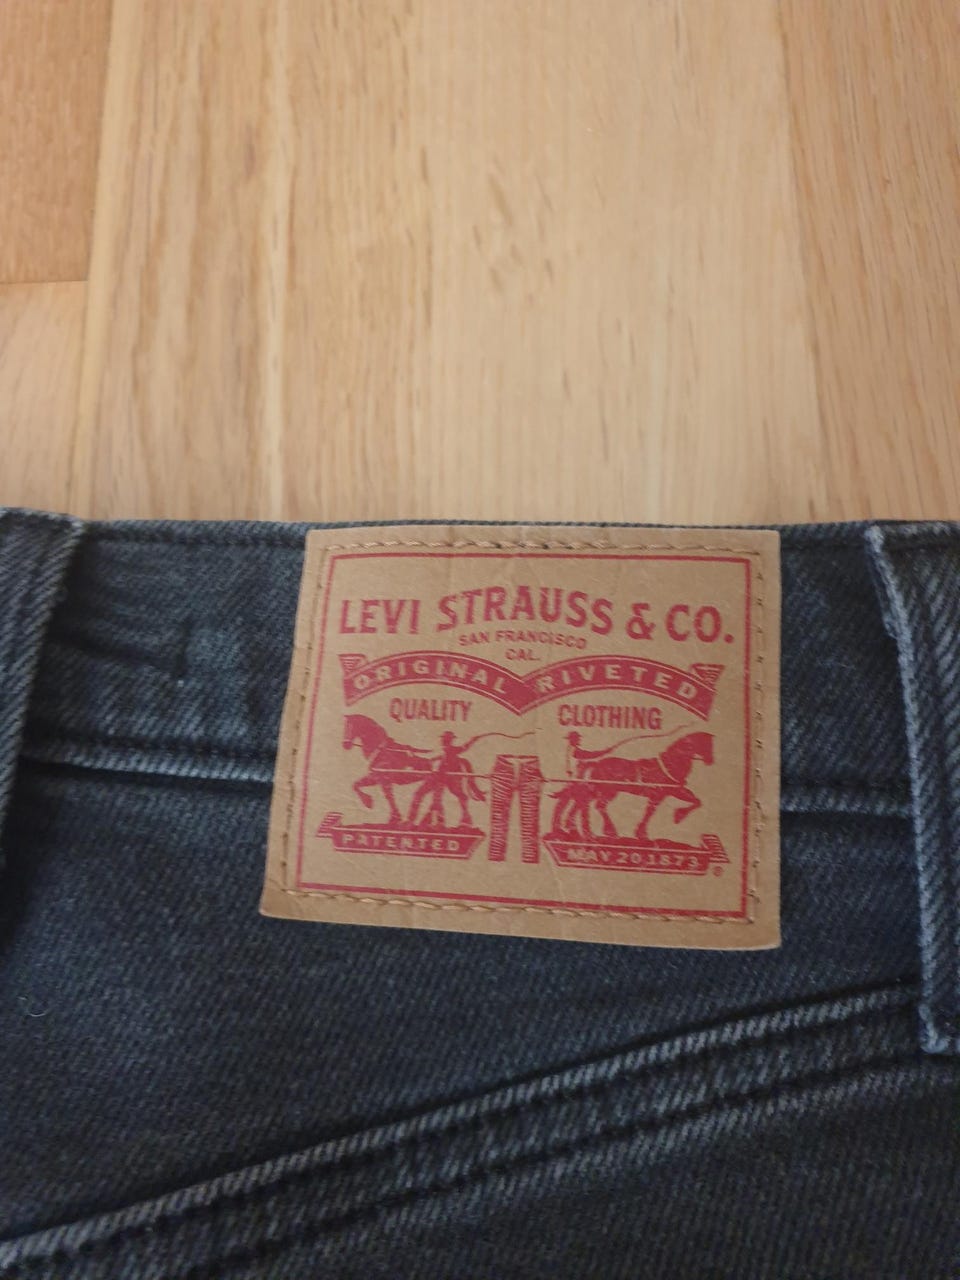 LEVI STRAUSS & CO.
SAN FRANCISCO
CAL.
ORIGINAL RIVETED
QUALITY CLOTHING
PATENTED MAY 20 1873
®